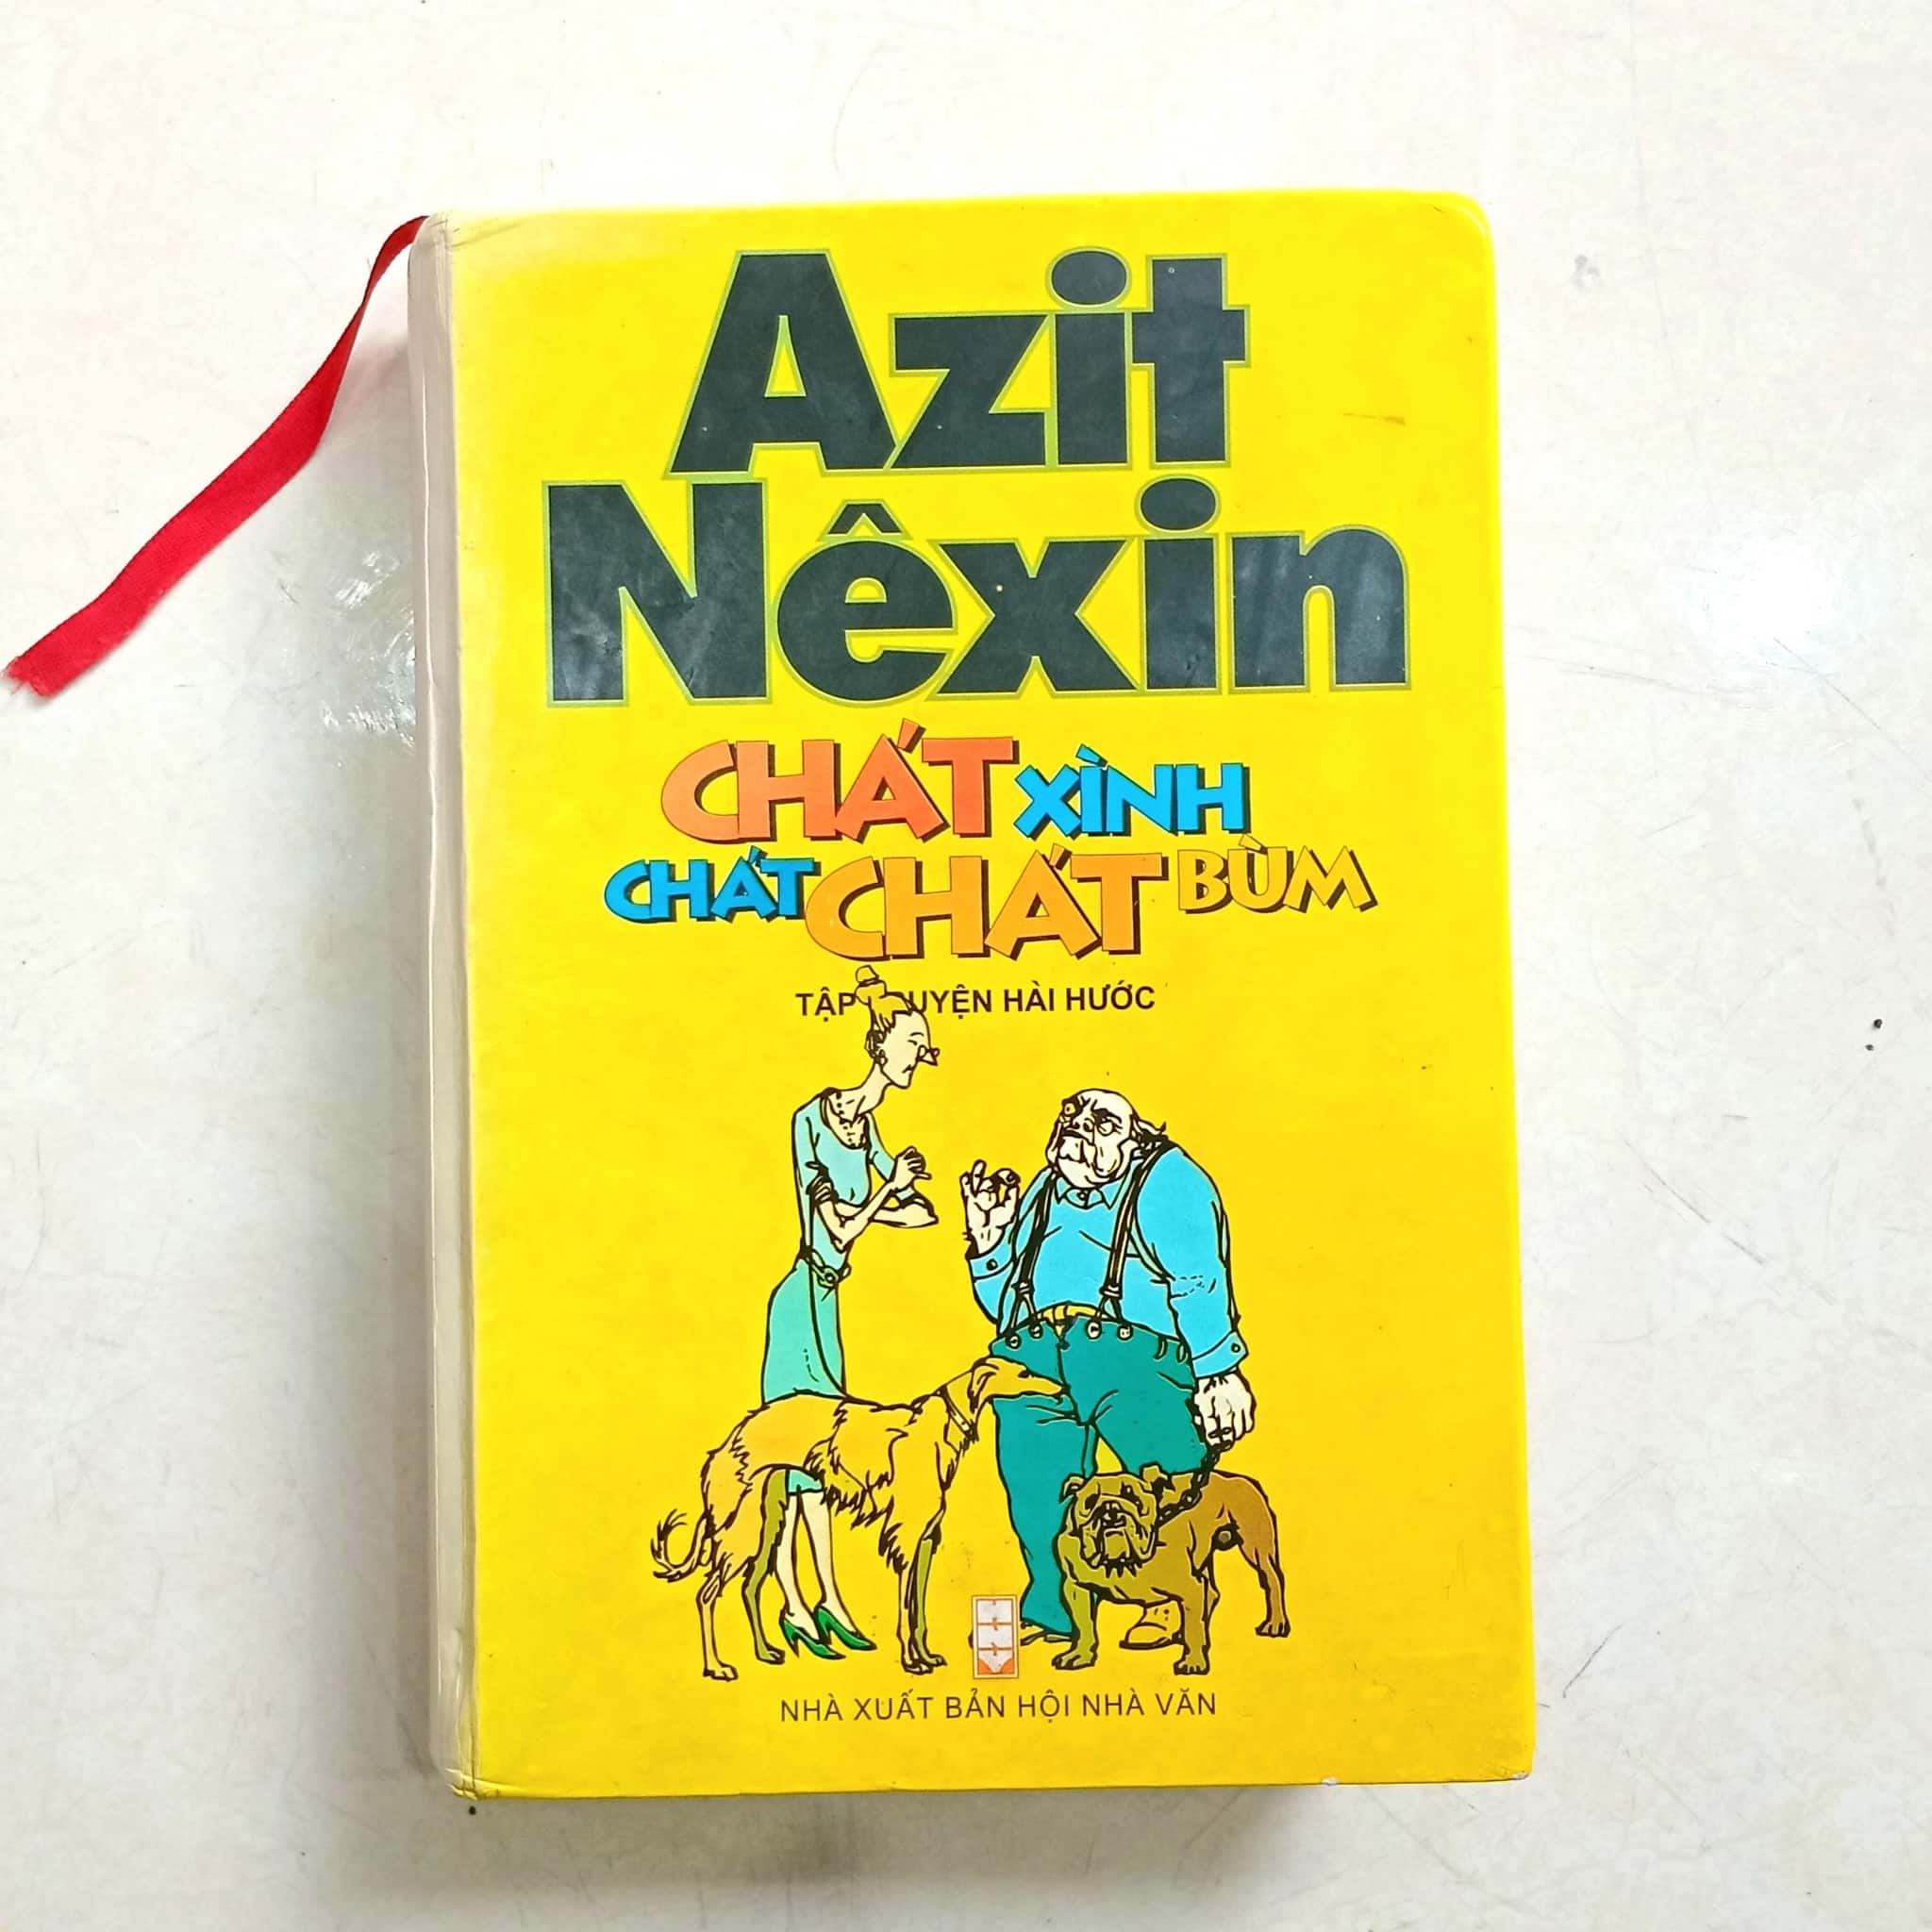 Azit
Nêxin
CHÁT XÌNH
CHÁT CHÁT BÙM
TẬP TRUYỆN HÀI HƯỚC
NHÀ XUẤT BẢN HỘI NHÀ VĂN